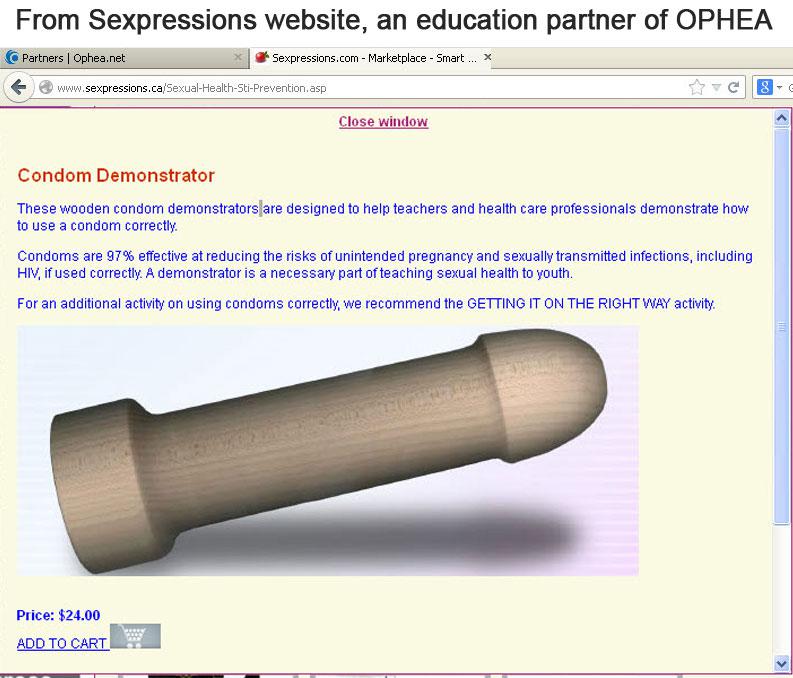 From Sexpressions website, an education partner of OPHEA
Partners | Ophea.net
Sexpressions.com - Marketplace - Smart ...
www.sexpressions.ca/Sexual-Health-Sti-Prevention.asp
Close window
Condom Demonstrator
These wooden condom demonstrators are designed to help teachers and health care professionals demonstrate how
to use a condom correctly.
Condoms are 97% effective at reducing the risks of unintended pregnancy and sexually transmitted infections, including
HIV, if used correctly. A demonstrator is a necessary part of teaching sexual health to youth.
For an additional activity on using condoms correctly, we recommend the GETTING IT ON THE RIGHT WAY activity.
Price: $24.00
ADD TO CART